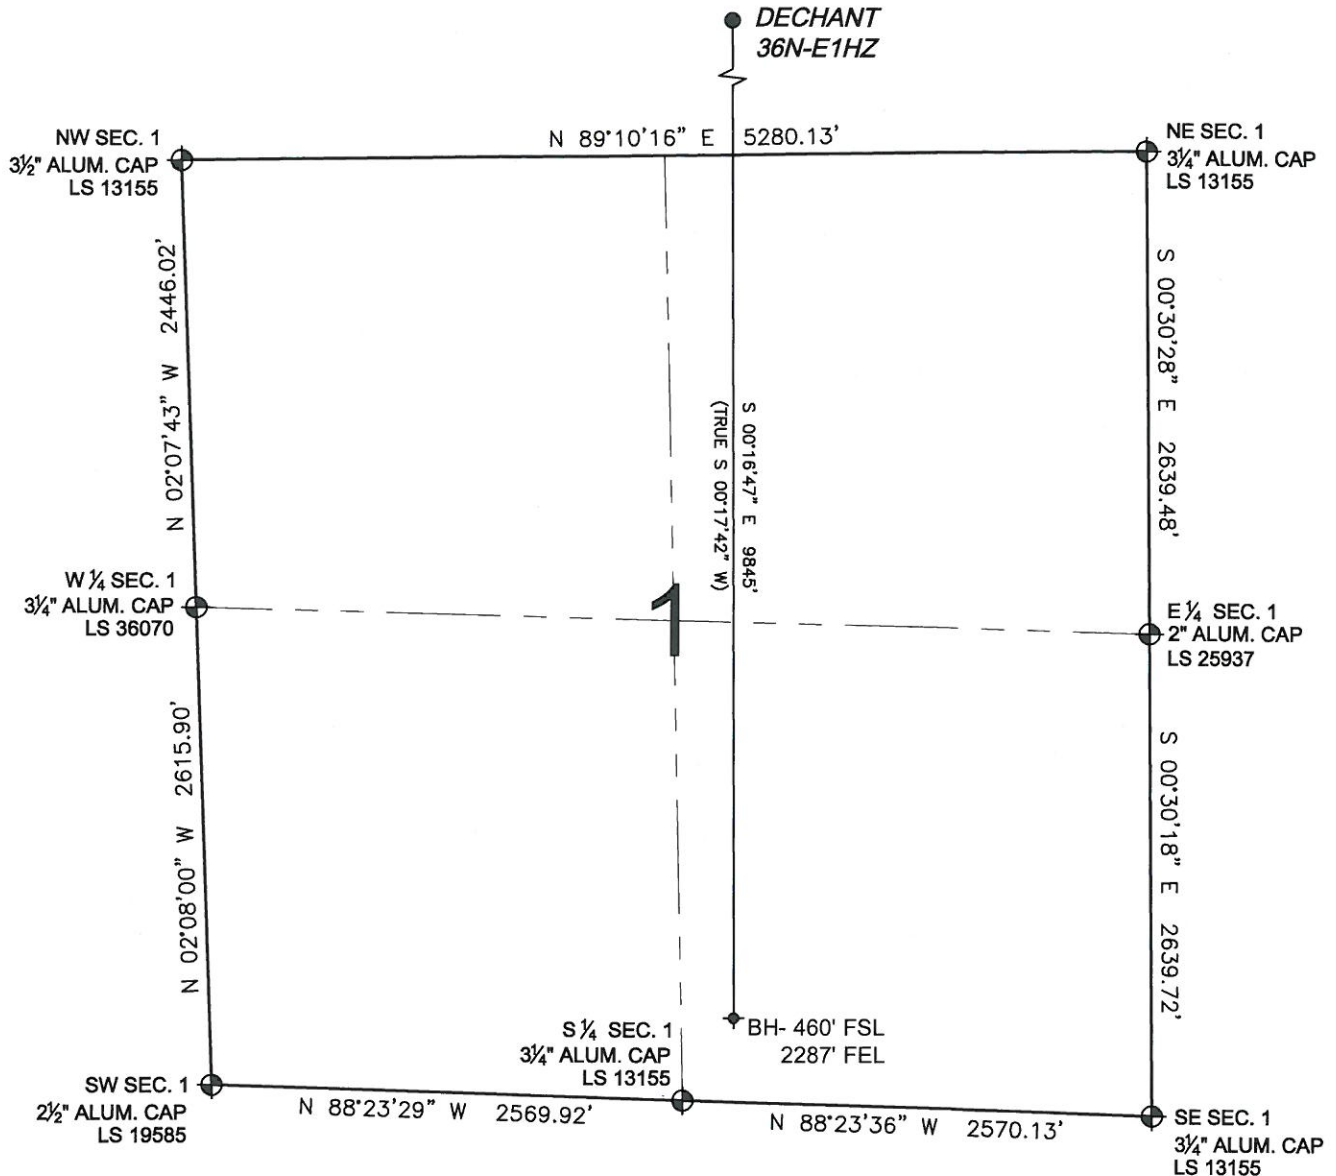 DECHANT
36N-E1HZ
NW SEC. 1
3½" ALUM. CAP
LS 13155
N 89°10'16" E 5280.13'
NE SEC. 1
3¼" ALUM. CAP
LS 13155
N 02°07'43" W 2446.02'
S 00°30'28" E 2639.48'
S 00°16'47" E 9845'
(TRUE S 00°17'42" W)
W ¼ SEC. 1
3¼" ALUM. CAP
LS 36070
1
E ¼ SEC. 1
2" ALUM. CAP
LS 25937
N 02°08'00" W 2615.90'
S 00°30'18" E 2639.72'
BH- 460' FSL
2287' FEL
S ¼ SEC. 1
3¼" ALUM. CAP
LS 13155
SW SEC. 1
2½" ALUM. CAP
LS 19585
N 88°23'29" W 2569.92'
N 88°23'36" W 2570.13'
SE SEC. 1
3¼" ALUM. CAP
LS 13155